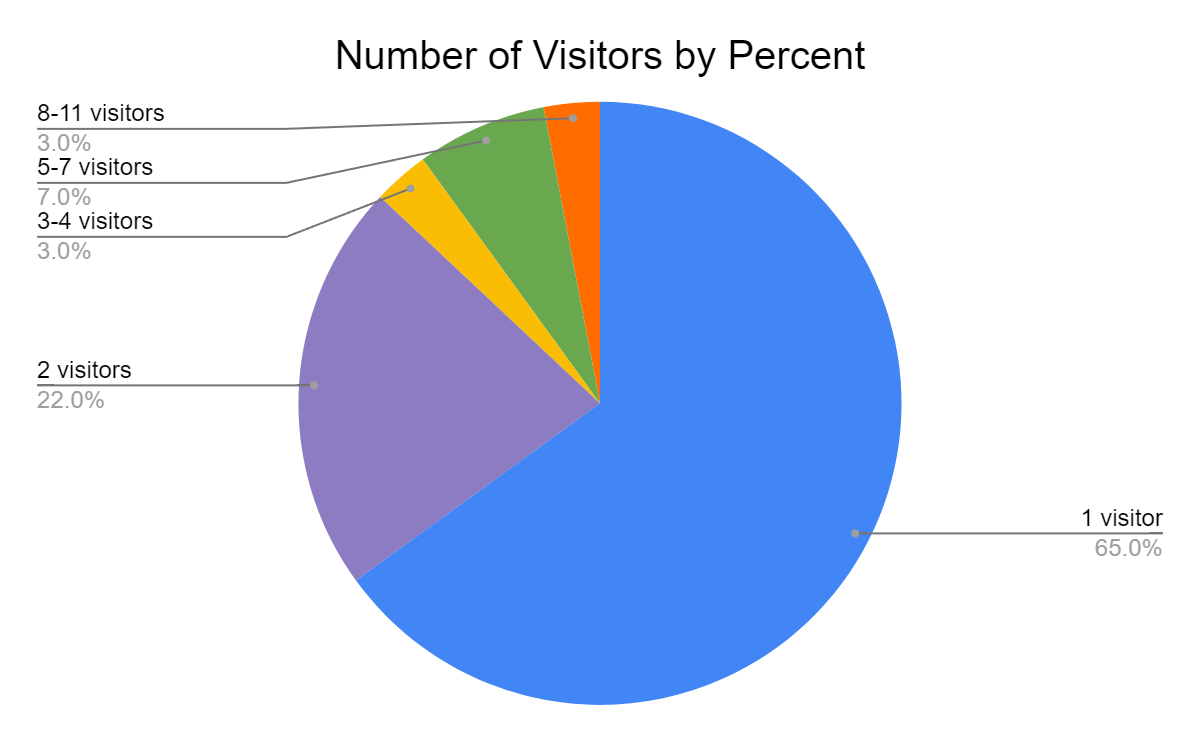 Number of Visitors by Percent
8-11 visitors
3.0%
5-7 visitors
7.0%
3-4 visitors
3.0%
2 visitors
22.0%
1 visitor
65.0%